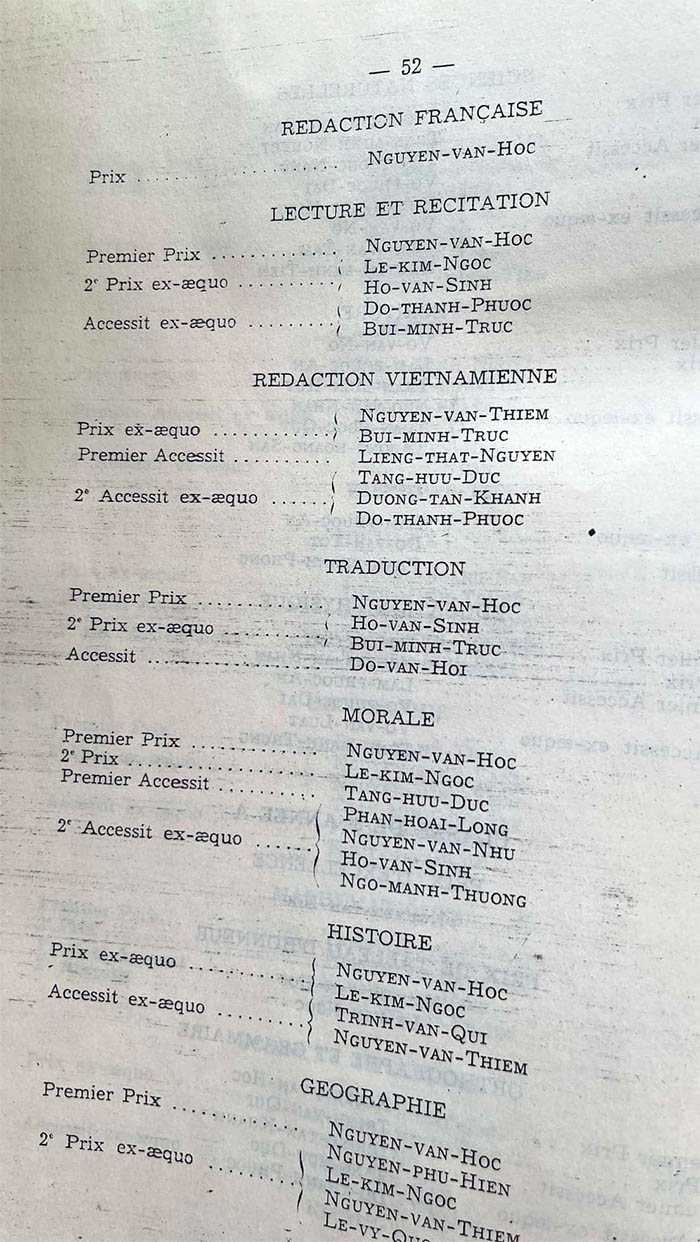 — 52 —
REDACTION FRANÇAISE
Prix .................... NGUYEN-VAN-HOC
LECTURE ET RECITATION
Premier Prix ............ NGUYEN-VAN-HOC
2e Prix ex-æquo ......... LE-KIM-NGOC
HO-VAN-SINH
Accessit ex-æquo ........ DO-THANH-PHUOC
BUI-MINH-TRUC
REDACTION VIETNAMIENNE
Prix ex-æquo ............ NGUYEN-VAN-THIEM
BUI-MINH-TRUC
Premier Accessit ........ LIENG-THAT-NGUYEN
2e Accessit ex-æquo ...... TANG-HUU-DUC
DUONG-TAN-KHANH
DO-THANH-PHUOC
TRADUCTION
Premier Prix ............ NGUYEN-VAN-HOC
2e Prix ex-æquo ......... HO-VAN-SINH
BUI-MINH-TRUC
Accessit ................ DO-VAN-HOI
MORALE
Premier Prix ............ NGUYEN-VAN-HOC
2e Prix ................. LE-KIM-NGOC
Premier Accessit ........ TANG-HUU-DUC
2e Accessit ex-æquo ...... PHAN-HOAI-LONG
NGUYEN-VAN-NHU
HO-VAN-SINH
NGO-MANH-THUONG
HISTOIRE
Prix ex-æquo ............ NGUYEN-VAN-HOC
LE-KIM-NGOC
Accessit ex-æquo ........ TRINH-VAN-QUI
NGUYEN-VAN-THIEM
GEOGRAPHIE
Premier Prix ............ NGUYEN-VAN-HOC
2e Prix ex-æquo ......... NGUYEN-PHU-HIEN
LE-KIM-NGOC
NGUYEN-VAN-THIEM